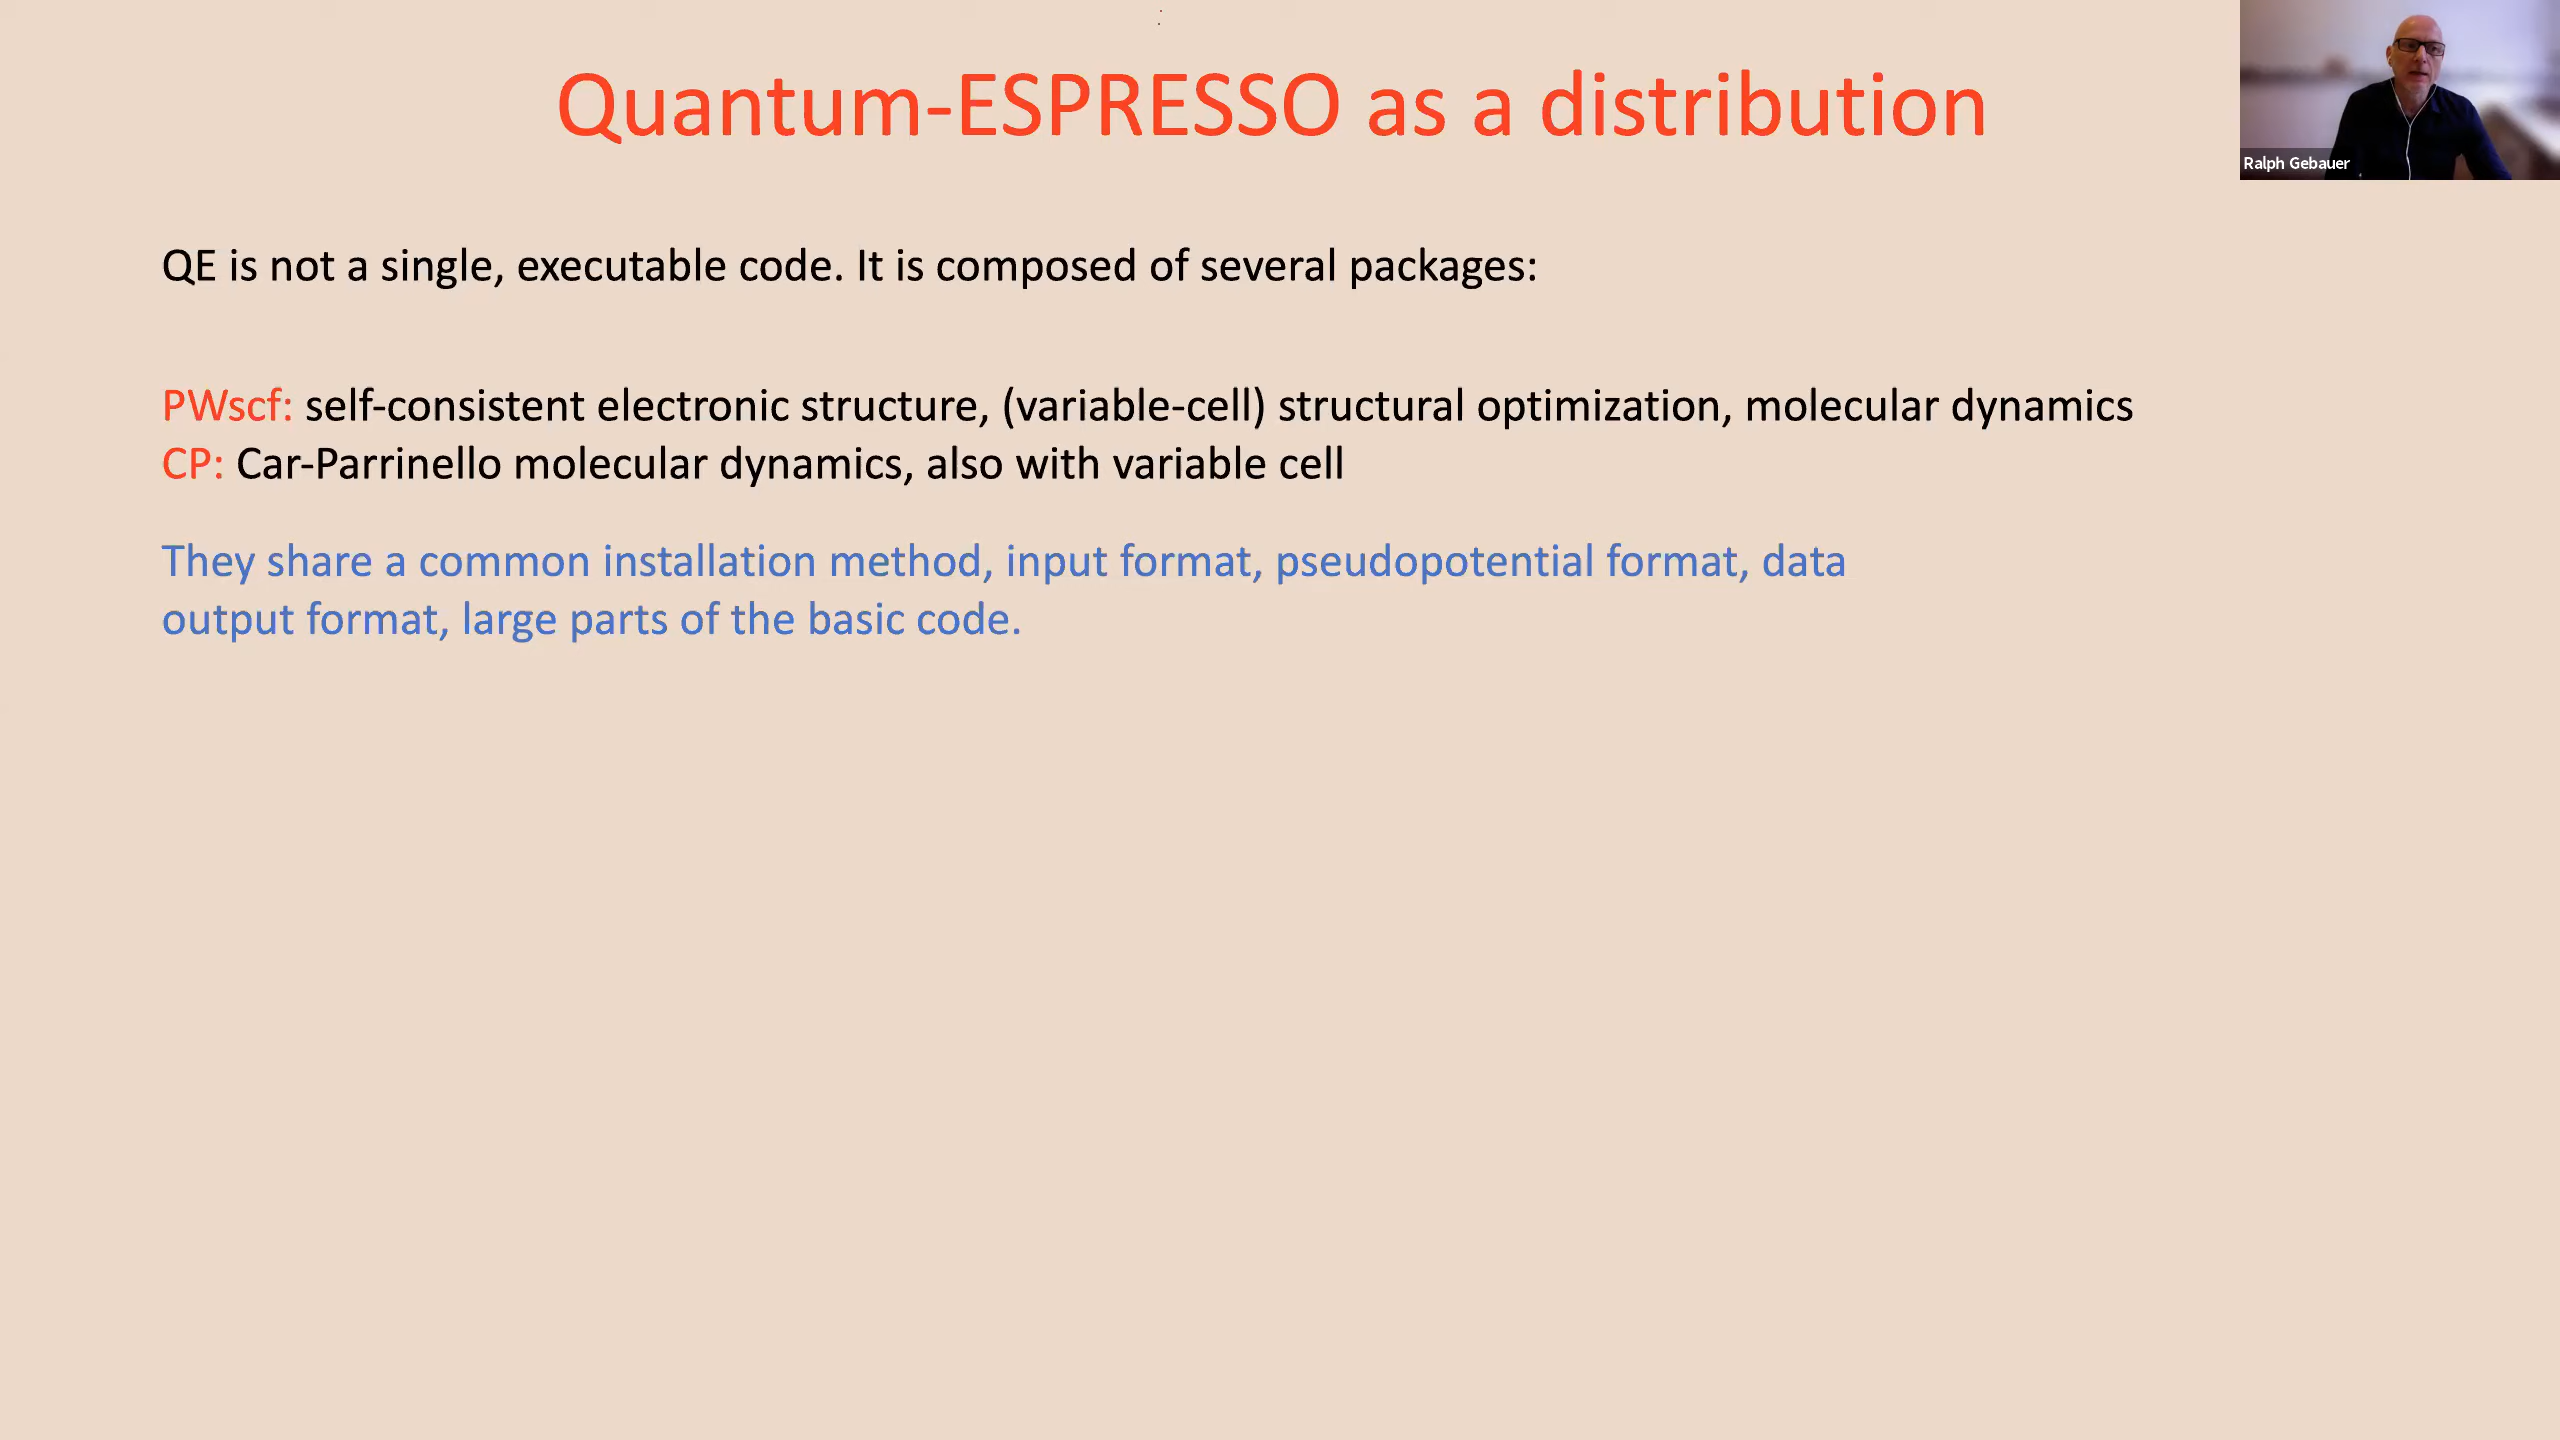 Quantum-ESPRESSO as a distribution
Ralph Gebauer
QE is not a single, executable code. It is composed of several packages:
PWscf: self-consistent electronic structure, (variable-cell) structural optimization, molecular dynamics
CP: Car-Parrinello molecular dynamics, also with variable cell
They share a common installation method, input format, pseudopotential format, data
output format, large parts of the basic code.